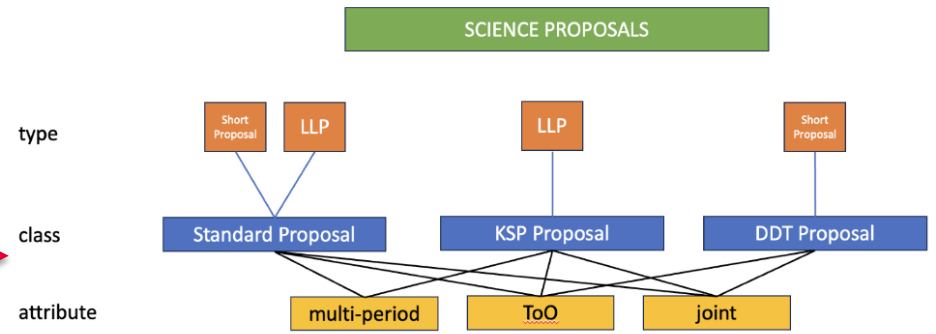 SCIENCE PROPOSALS
type
Short
Proposal
LLP
LLP
Short
Proposal
class
Standard Proposal
KSP Proposal
DDT Proposal
attribute
multi-period
ToO
joint